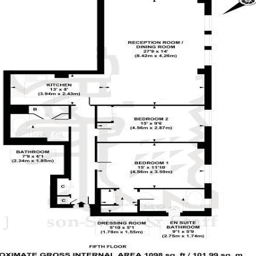 RECEPTION ROOM /
DINING ROOM
27'9 x 14'
(8.42m x 4.26m)
KITCHEN
13' x 8'
(3.94m x 2.43m)
B
BEDROOM 2
15' x 9'6
(4.56m x 2.87m)
BATHROOM
7'8 x 6'1
(2.34m x 1.85m)
BEDROOM 1
15' x 11'10
(4.56m x 3.59m)
C
C
DRESSING ROOM
5'10 x 5'1
(1.78m x 1.55m)
EN SUITE
BATHROOM
9'1 x 5'9
(2.75m x 1.74m)
FIFTH FLOOR
OXIMATE GROSS INTERNAL AREA 1098 sq. ft / 101.99 sq. m